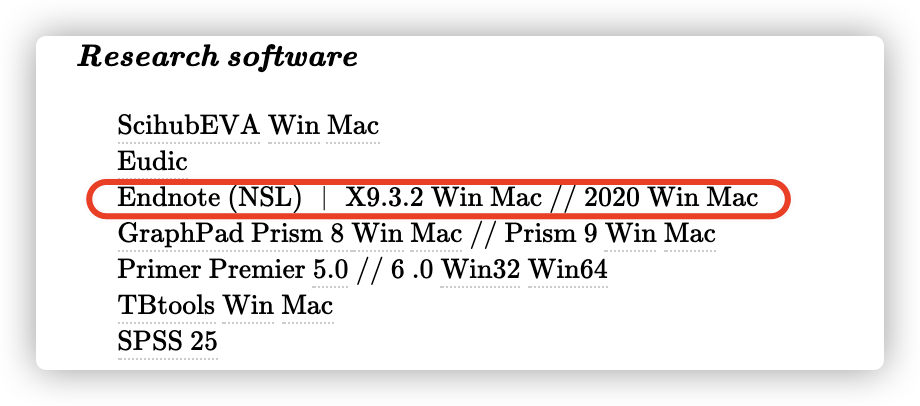 Research software
ScihubEVA Win Mac
Eudic
Endnote (NSL) | X9.3.2 Win Mac // 2020 Win Mac
GraphPad Prism 8 Win Mac // Prism 9 Win Mac
Primer Premier 5.0 // 6 .0 Win32 Win64
TBtools Win Mac
SPSS 25